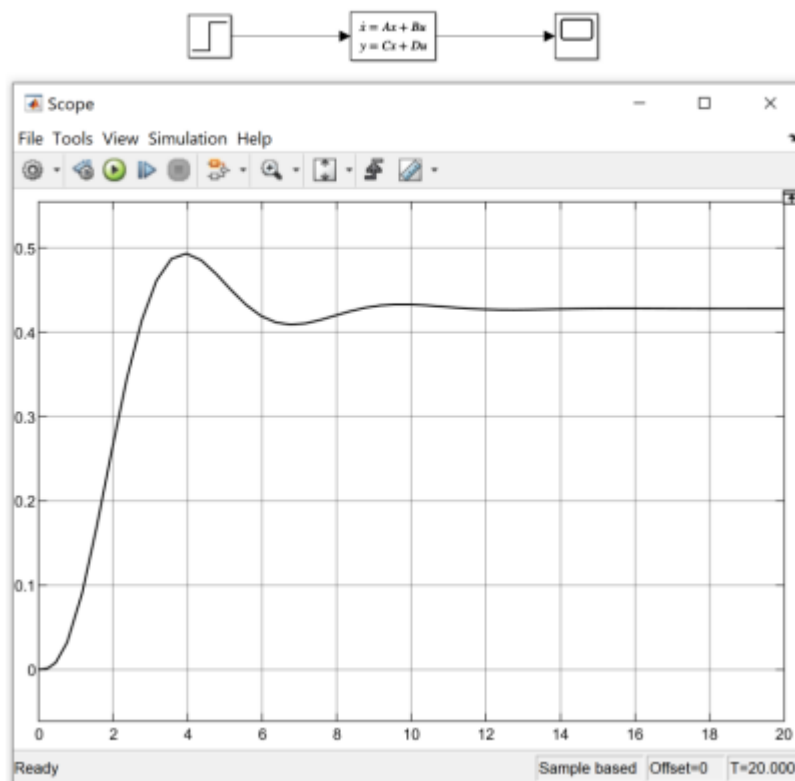 ẋ = Ax + Bu
y = Cx + Du
Scope
File Tools View Simulation Help
0.5
0.4
0.3
0.2
0.1
0
0 2 4 6 8 10 12 14 16 18 20
Ready Sample based Offset=0 T=20.000